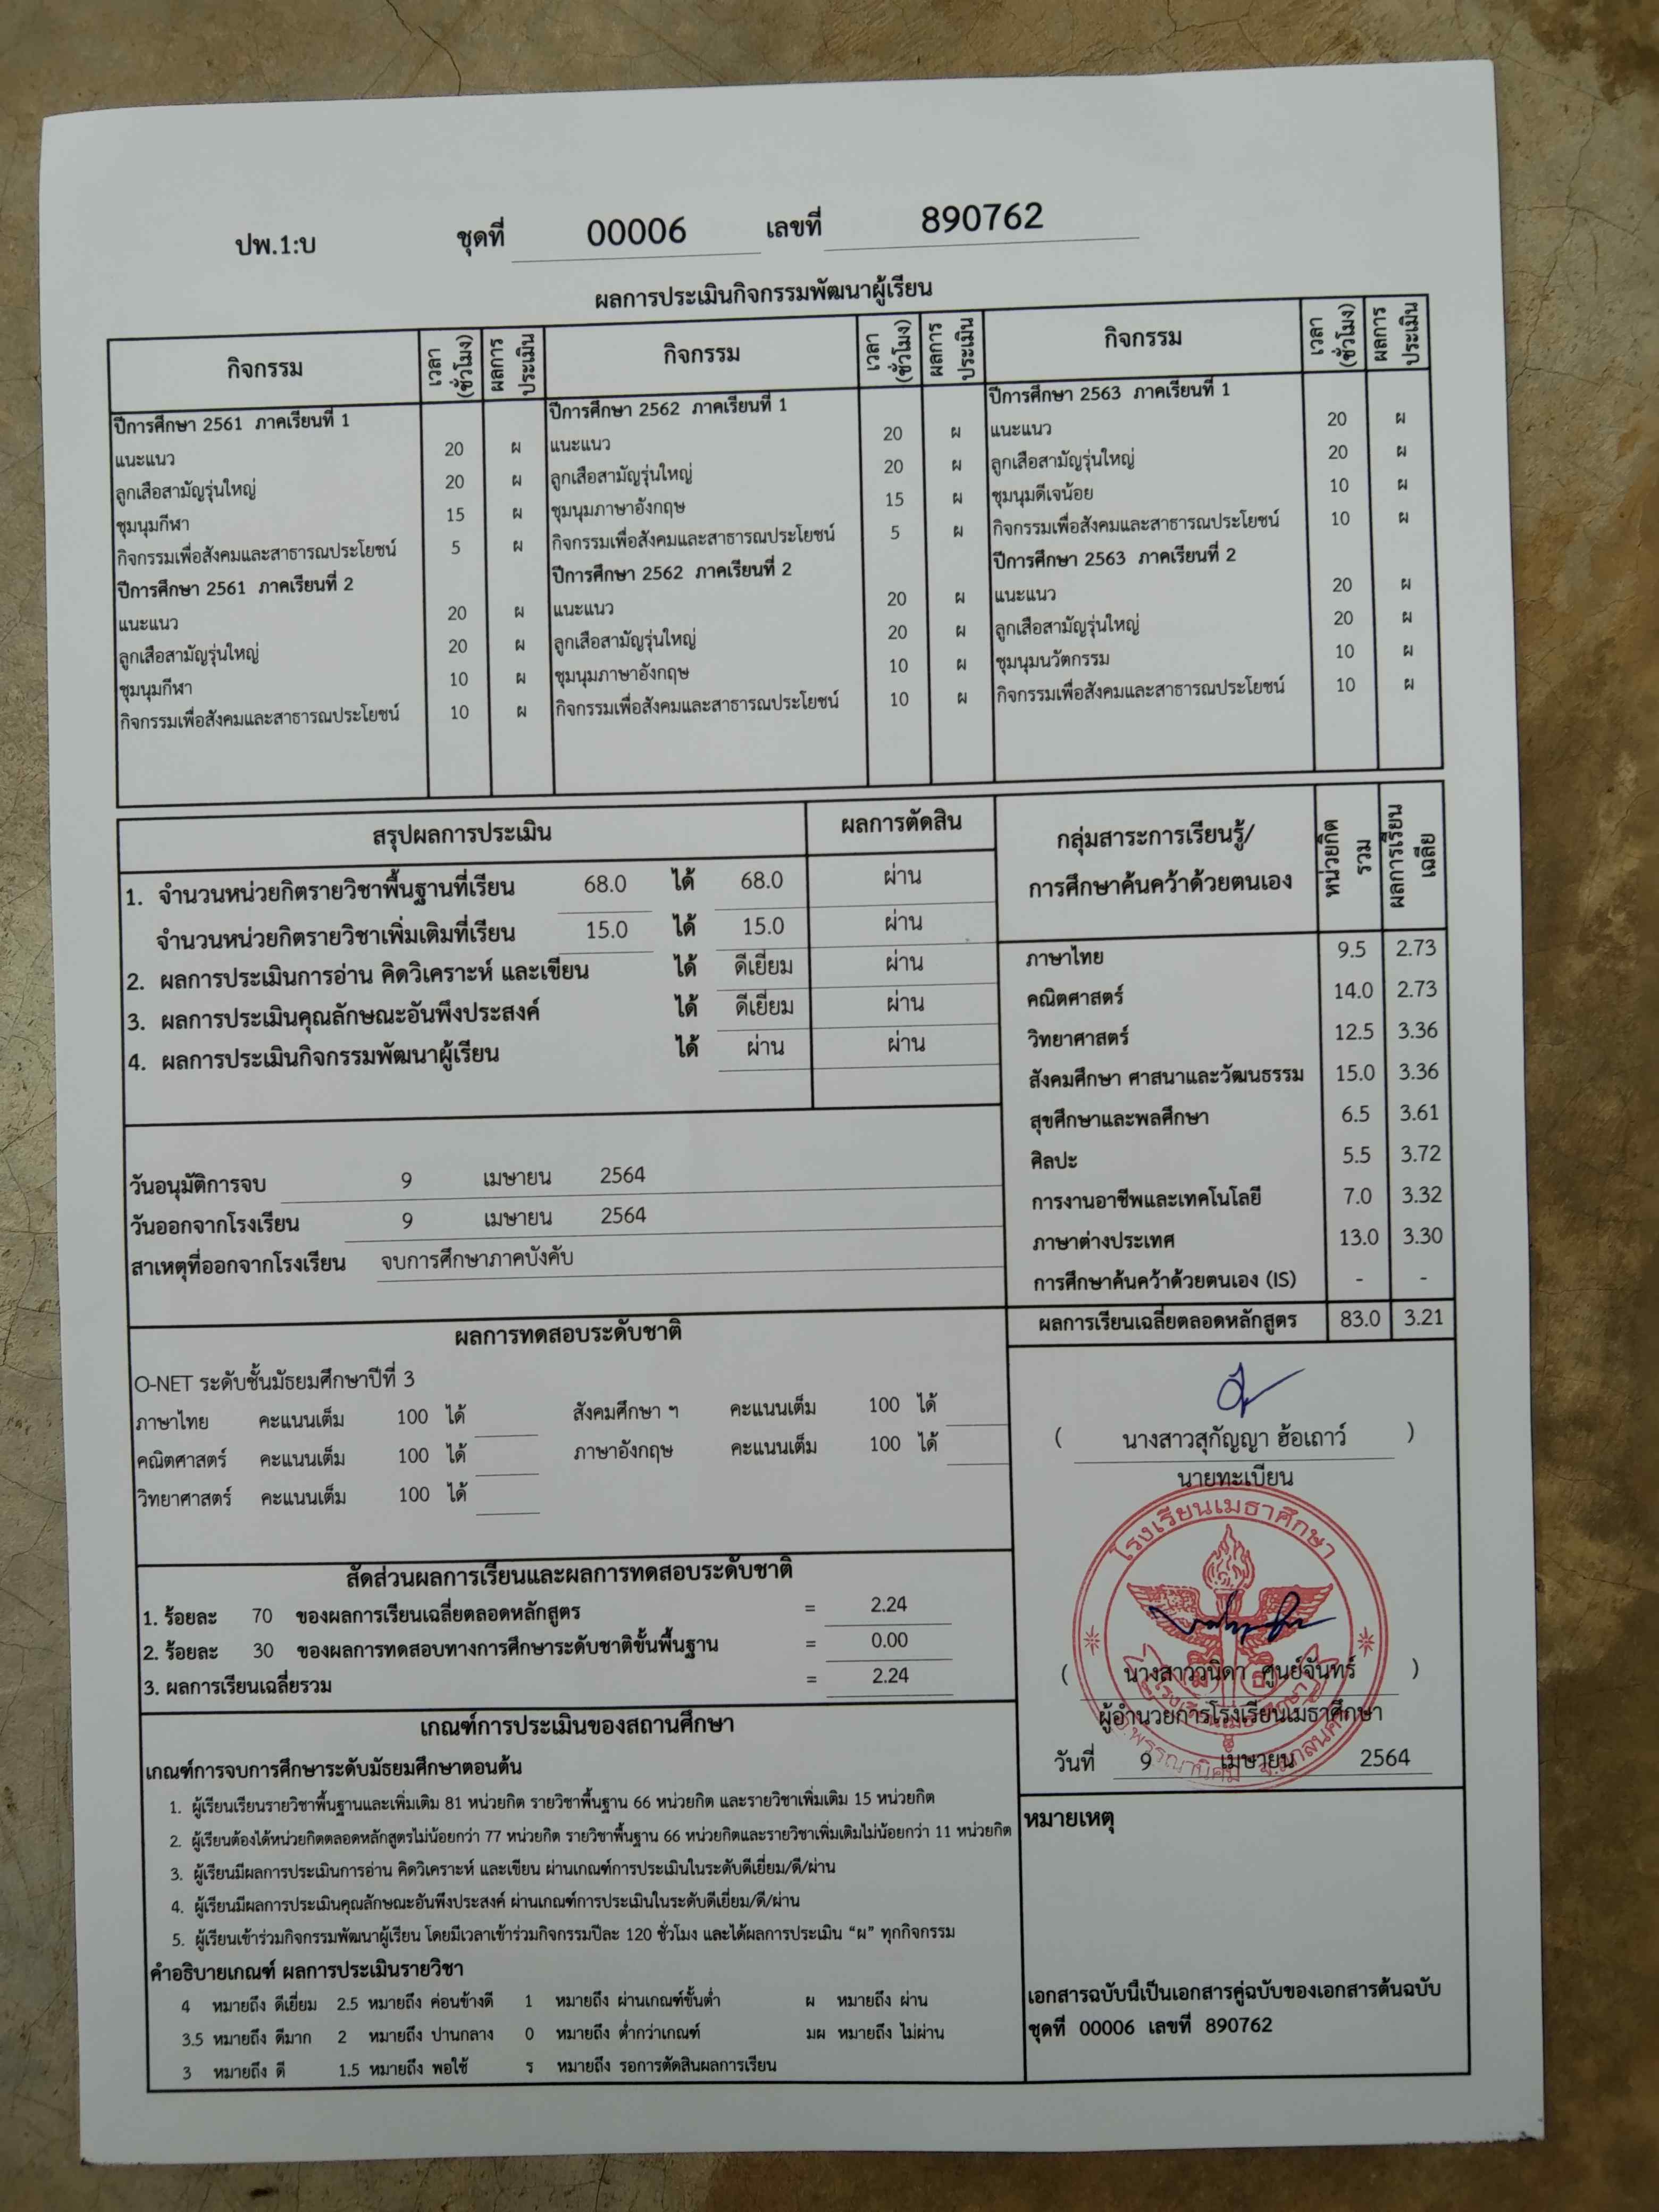 ปพ.1:บ ชุดที่ 00006 เลขที่ 890762
ผลการประเมินกิจกรรมพัฒนาผู้เรียน
กิจกรรม เวลา (ชั่วโมง) ผลการประเมิน กิจกรรม เวลา (ชั่วโมง) ผลการประเมิน กิจกรรม เวลา (ชั่วโมง) ผลการประเมิน
ปีการศึกษา 2561 ภาคเรียนที่ 1 ปีการศึกษา 2562 ภาคเรียนที่ 1 ปีการศึกษา 2563 ภาคเรียนที่ 1
แนะแนว 20 ผ แนะแนว 20 ผ แนะแนว 20 ผ
ลูกเสือสามัญรุ่นใหญ่ 20 ผ ลูกเสือสามัญรุ่นใหญ่ 20 ผ ลูกเสือสามัญรุ่นใหญ่ 20 ผ
ชุมนุมกีฬา 15 ผ ชุมนุมภาษาอังกฤษ 15 ผ ชุมนุมดีเจน้อย 10 ผ
กิจกรรมเพื่อสังคมและสาธารณประโยชน์ 5 ผ กิจกรรมเพื่อสังคมและสาธารณประโยชน์ 5 ผ กิจกรรมเพื่อสังคมและสาธารณประโยชน์ 10 ผ
ปีการศึกษา 2561 ภาคเรียนที่ 2 ปีการศึกษา 2562 ภาคเรียนที่ 2 ปีการศึกษา 2563 ภาคเรียนที่ 2
แนะแนว 20 ผ แนะแนว 20 ผ แนะแนว 20 ผ
ลูกเสือสามัญรุ่นใหญ่ 20 ผ ลูกเสือสามัญรุ่นใหญ่ 20 ผ ลูกเสือสามัญรุ่นใหญ่ 20 ผ
ชุมนุมกีฬา 10 ผ ชุมนุมภาษาอังกฤษ 10 ผ ชุมนุมนวัตกรรม 10 ผ
กิจกรรมเพื่อสังคมและสาธารณประโยชน์ 10 ผ กิจกรรมเพื่อสังคมและสาธารณประโยชน์ 10 ผ กิจกรรมเพื่อสังคมและสาธารณประโยชน์ 10 ผ
สรุปผลการประเมิน ผลการตัดสิน
1. จำนวนหน่วยกิตรายวิชาพื้นฐานที่เรียน 68.0 ได้ 68.0 ผ่าน
จำนวนหน่วยกิตรายวิชาเพิ่มเติมที่เรียน 15.0 ได้ 15.0 ผ่าน
2. ผลการประเมินการอ่าน คิดวิเคราะห์ และเขียน ได้ ดีเยี่ยม ผ่าน
3. ผลการประเมินคุณลักษณะอันพึงประสงค์ ได้ ดีเยี่ยม ผ่าน
4. ผลการประเมินกิจกรรมพัฒนาผู้เรียน ได้ ผ่าน ผ่าน
วันอนุมัติการจบ 9 เมษายน 2564
วันออกจากโรงเรียน 9 เมษายน 2564
สาเหตุที่ออกจากโรงเรียน จบการศึกษาภาคบังคับ
กลุ่มสาระการเรียนรู้/ หน่วยกิตรวม ผลการเรียนเฉลี่ย
การศึกษาค้นคว้าด้วยตนเอง
ภาษาไทย 9.5 2.73
คณิตศาสตร์ 14.0 2.73
วิทยาศาสตร์ 12.5 3.36
สังคมศึกษา ศาสนาและวัฒนธรรม 15.0 3.36
สุขศึกษาและพลศึกษา 6.5 3.61
ศิลปะ 5.5 3.72
การงานอาชีพและเทคโนโลยี 7.0 3.32
ภาษาต่างประเทศ 13.0 3.30
การศึกษาค้นคว้าด้วยตนเอง (IS) - -
ผลการเรียนเฉลี่ยตลอดหลักสูตร 83.0 3.21
ผลการทดสอบระดับชาติ
O-NET ระดับชั้นมัธยมศึกษาปีที่ 3
ภาษาไทย คะแนนเต็ม 100 ได้ สังคมศึกษา ฯ คะแนนเต็ม 100 ได้
คณิตศาสตร์ คะแนนเต็ม 100 ได้ ภาษาอังกฤษ คะแนนเต็ม 100 ได้
วิทยาศาสตร์ คะแนนเต็ม 100 ได้
สัดส่วนผลการเรียนและผลการทดสอบระดับชาติ
1. ร้อยละ 70 ของผลการเรียนเฉลี่ยตลอดหลักสูตร = 2.24
2. ร้อยละ 30 ของผลการทดสอบทางการศึกษาระดับชาติขั้นพื้นฐาน = 0.00
3. ผลการเรียนเฉลี่ยรวม = 2.24
( นางสาวสุกัญญา ฮ้อเถาว์ )
นายทะเบียน
โรงเรียนเมธาศึกษา
( นางสาววนิดา ศูนย์จันทร์ )
ผู้อำนวยการโรงเรียนเมธาศึกษา
วันที่ 9 เมษายน 2564
เกณฑ์การประเมินของสถานศึกษา
เกณฑ์การจบการศึกษาระดับมัธยมศึกษาตอนต้น
1. ผู้เรียนเรียนรายวิชาพื้นฐานและเพิ่มเติม 81 หน่วยกิต รายวิชาพื้นฐาน 66 หน่วยกิต และรายวิชาเพิ่มเติม 15 หน่วยกิต
2. ผู้เรียนต้องได้หน่วยกิตตลอดหลักสูตรไม่น้อยกว่า 77 หน่วยกิต รายวิชาพื้นฐาน 66 หน่วยกิตและรายวิชาเพิ่มเติมไม่น้อยกว่า 11 หน่วยกิต
3. ผู้เรียนมีผลการประเมินการอ่าน คิดวิเคราะห์ และเขียน ผ่านเกณฑ์การประเมินในระดับดีเยี่ยม/ดี/ผ่าน
4. ผู้เรียนมีผลการประเมินคุณลักษณะอันพึงประสงค์ ผ่านเกณฑ์การประเมินในระดับดีเยี่ยม/ดี/ผ่าน
5. ผู้เรียนเข้าร่วมกิจกรรมพัฒนาผู้เรียน โดยมีเวลาเข้าร่วมกิจกรรมปีละ 120 ชั่วโมง และได้ผลการประเมิน “ผ” ทุกกิจกรรม
คำอธิบายเกณฑ์ ผลการประเมินรายวิชา
4 หมายถึง ดีเยี่ยม 2.5 หมายถึง ค่อนข้างดี 1 หมายถึง ผ่านเกณฑ์ขั้นต่ำ ผ หมายถึง ผ่าน
3.5 หมายถึง ดีมาก 2 หมายถึง ปานกลาง 0 หมายถึง ต่ำกว่าเกณฑ์ มผ หมายถึง ไม่ผ่าน
3 หมายถึง ดี 1.5 หมายถึง พอใช้ ร หมายถึง รอการตัดสินผลการเรียน
หมายเหตุ
เอกสารฉบับนี้เป็นเอกสารคู่ฉบับของเอกสารต้นฉบับ
ชุดที่ 00006 เลขที่ 890762